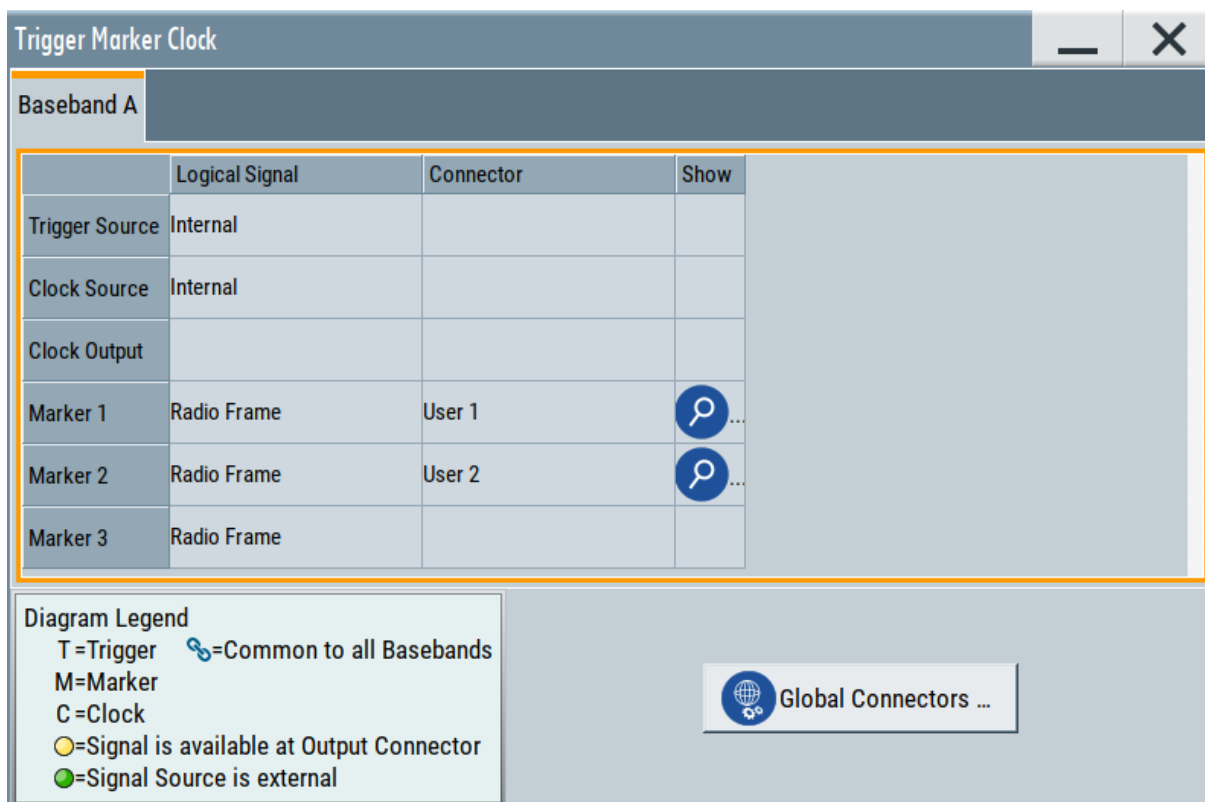 Trigger Marker Clock
Baseband A
Logical Signal Connector Show
Trigger Source Internal
Clock Source Internal
Clock Output
Marker 1 Radio Frame User 1 ...
Marker 2 Radio Frame User 2 ...
Marker 3 Radio Frame
Diagram Legend
T =Trigger =Common to all Basebands
M=Marker
C =Clock
=Signal is available at Output Connector
=Signal Source is external
Global Connectors ...